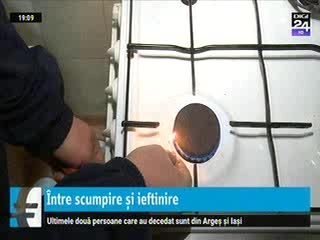 19:09
DIGI
24
HD
Între scumpire și ieftinire
Ultimele două persoane care au decedat sunt din Argeș și Iași